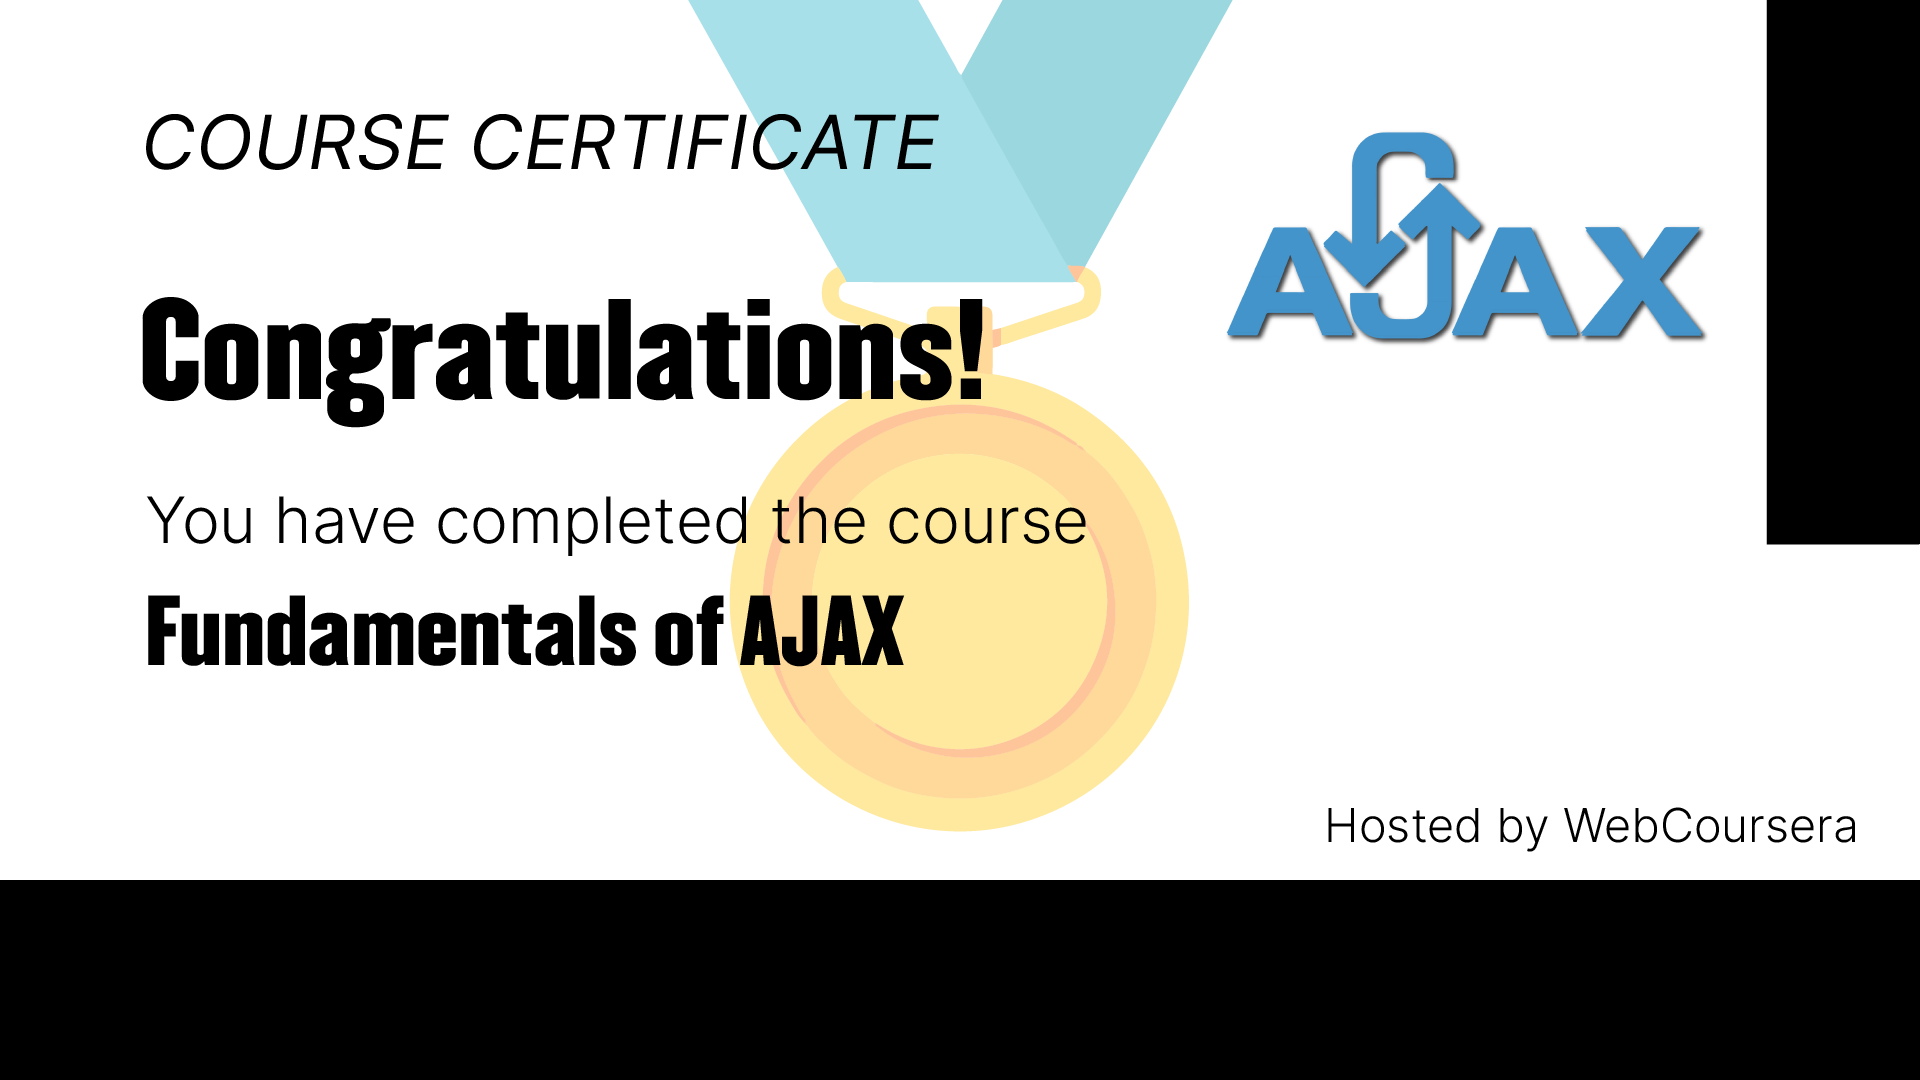 COURSE CERTIFICATE
AJAX
Congratulations!
You have completed the course
Fundamentals of AJAX
Hosted by WebCoursera